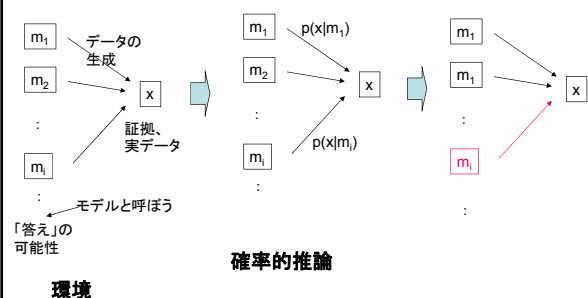 m1
データの
生成
m2
x
:
証拠、
実データ
mi
:
モデルと呼ぼう
「答え」の
可能性
環境
m1
p(x|m1)
m2
x
:
mi
p(x|mi)
:
確率的推論
m1
m1
x
:
mi
: